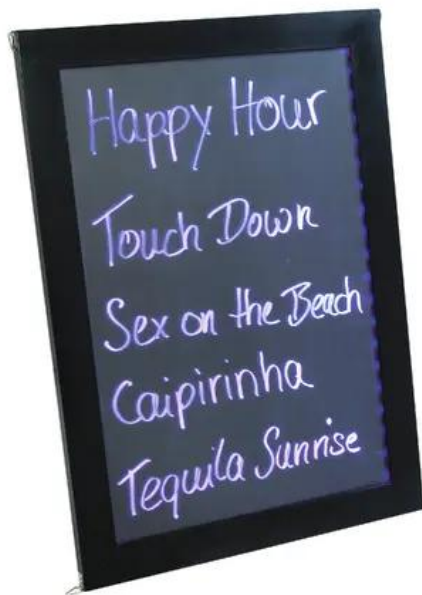 Happy Hour
Touch Down
Sex on the Beach
Caipirinha
Tequila Sunrise